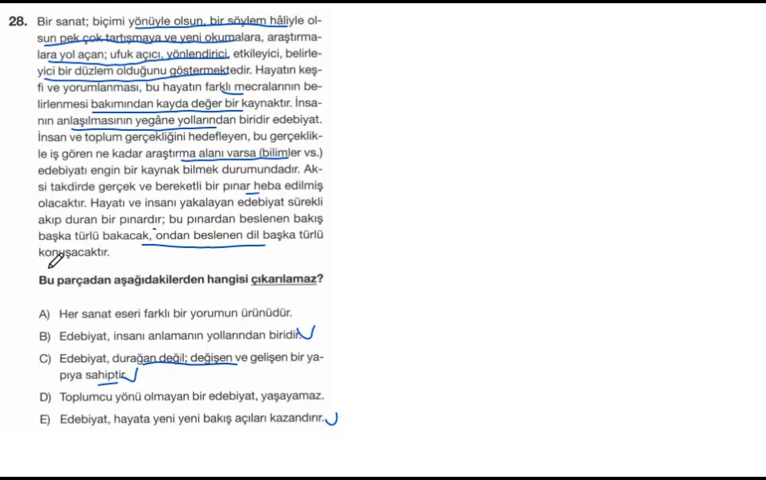 28. Bir sanat; biçimi yönüyle olsun, bir söylem hâliyle ol-
sun pek çok tartışmaya ve yeni okumalara, araştırma-
lara yol açan; ufuk açıcı, yönlendirici, etkileyici, belirle-
yici bir düzlem olduğunu göstermektedir. Hayatın keş-
fi ve yorumlanması, bu hayatın farklı mecralarının be-
lirlenmesi bakımından kayda değer bir kaynaktır. İnsa-
nın anlaşılmasının yegâne yollarından biridir edebiyat.
İnsan ve toplum gerçekliğini hedefleyen, bu gerçeklik-
le iş gören ne kadar araştırma alanı varsa (bilimler vs.)
edebiyatı engin bir kaynak bilmek durumundadır. Ak-
si takdirde gerçek ve bereketli bir pınar heba edilmiş
olacaktır. Hayatı ve insanı yakalayan edebiyat sürekli
akıp duran bir pınardır; bu pınardan beslenen bakış
başka türlü bakacak, ondan beslenen dil başka türlü
konuşacaktır.
Bu parçadan aşağıdakilerden hangisi çıkarılamaz?
A) Her sanat eseri farklı bir yorumun ürünüdür.
B) Edebiyat, insanı anlamanın yollarından biridir.
C) Edebiyat, durağan değil; değişen ve gelişen bir ya-
pıya sahiptir.
D) Toplumcu yönü olmayan bir edebiyat, yaşayamaz.
E) Edebiyat, hayata yeni yeni bakış açıları kazandırır.